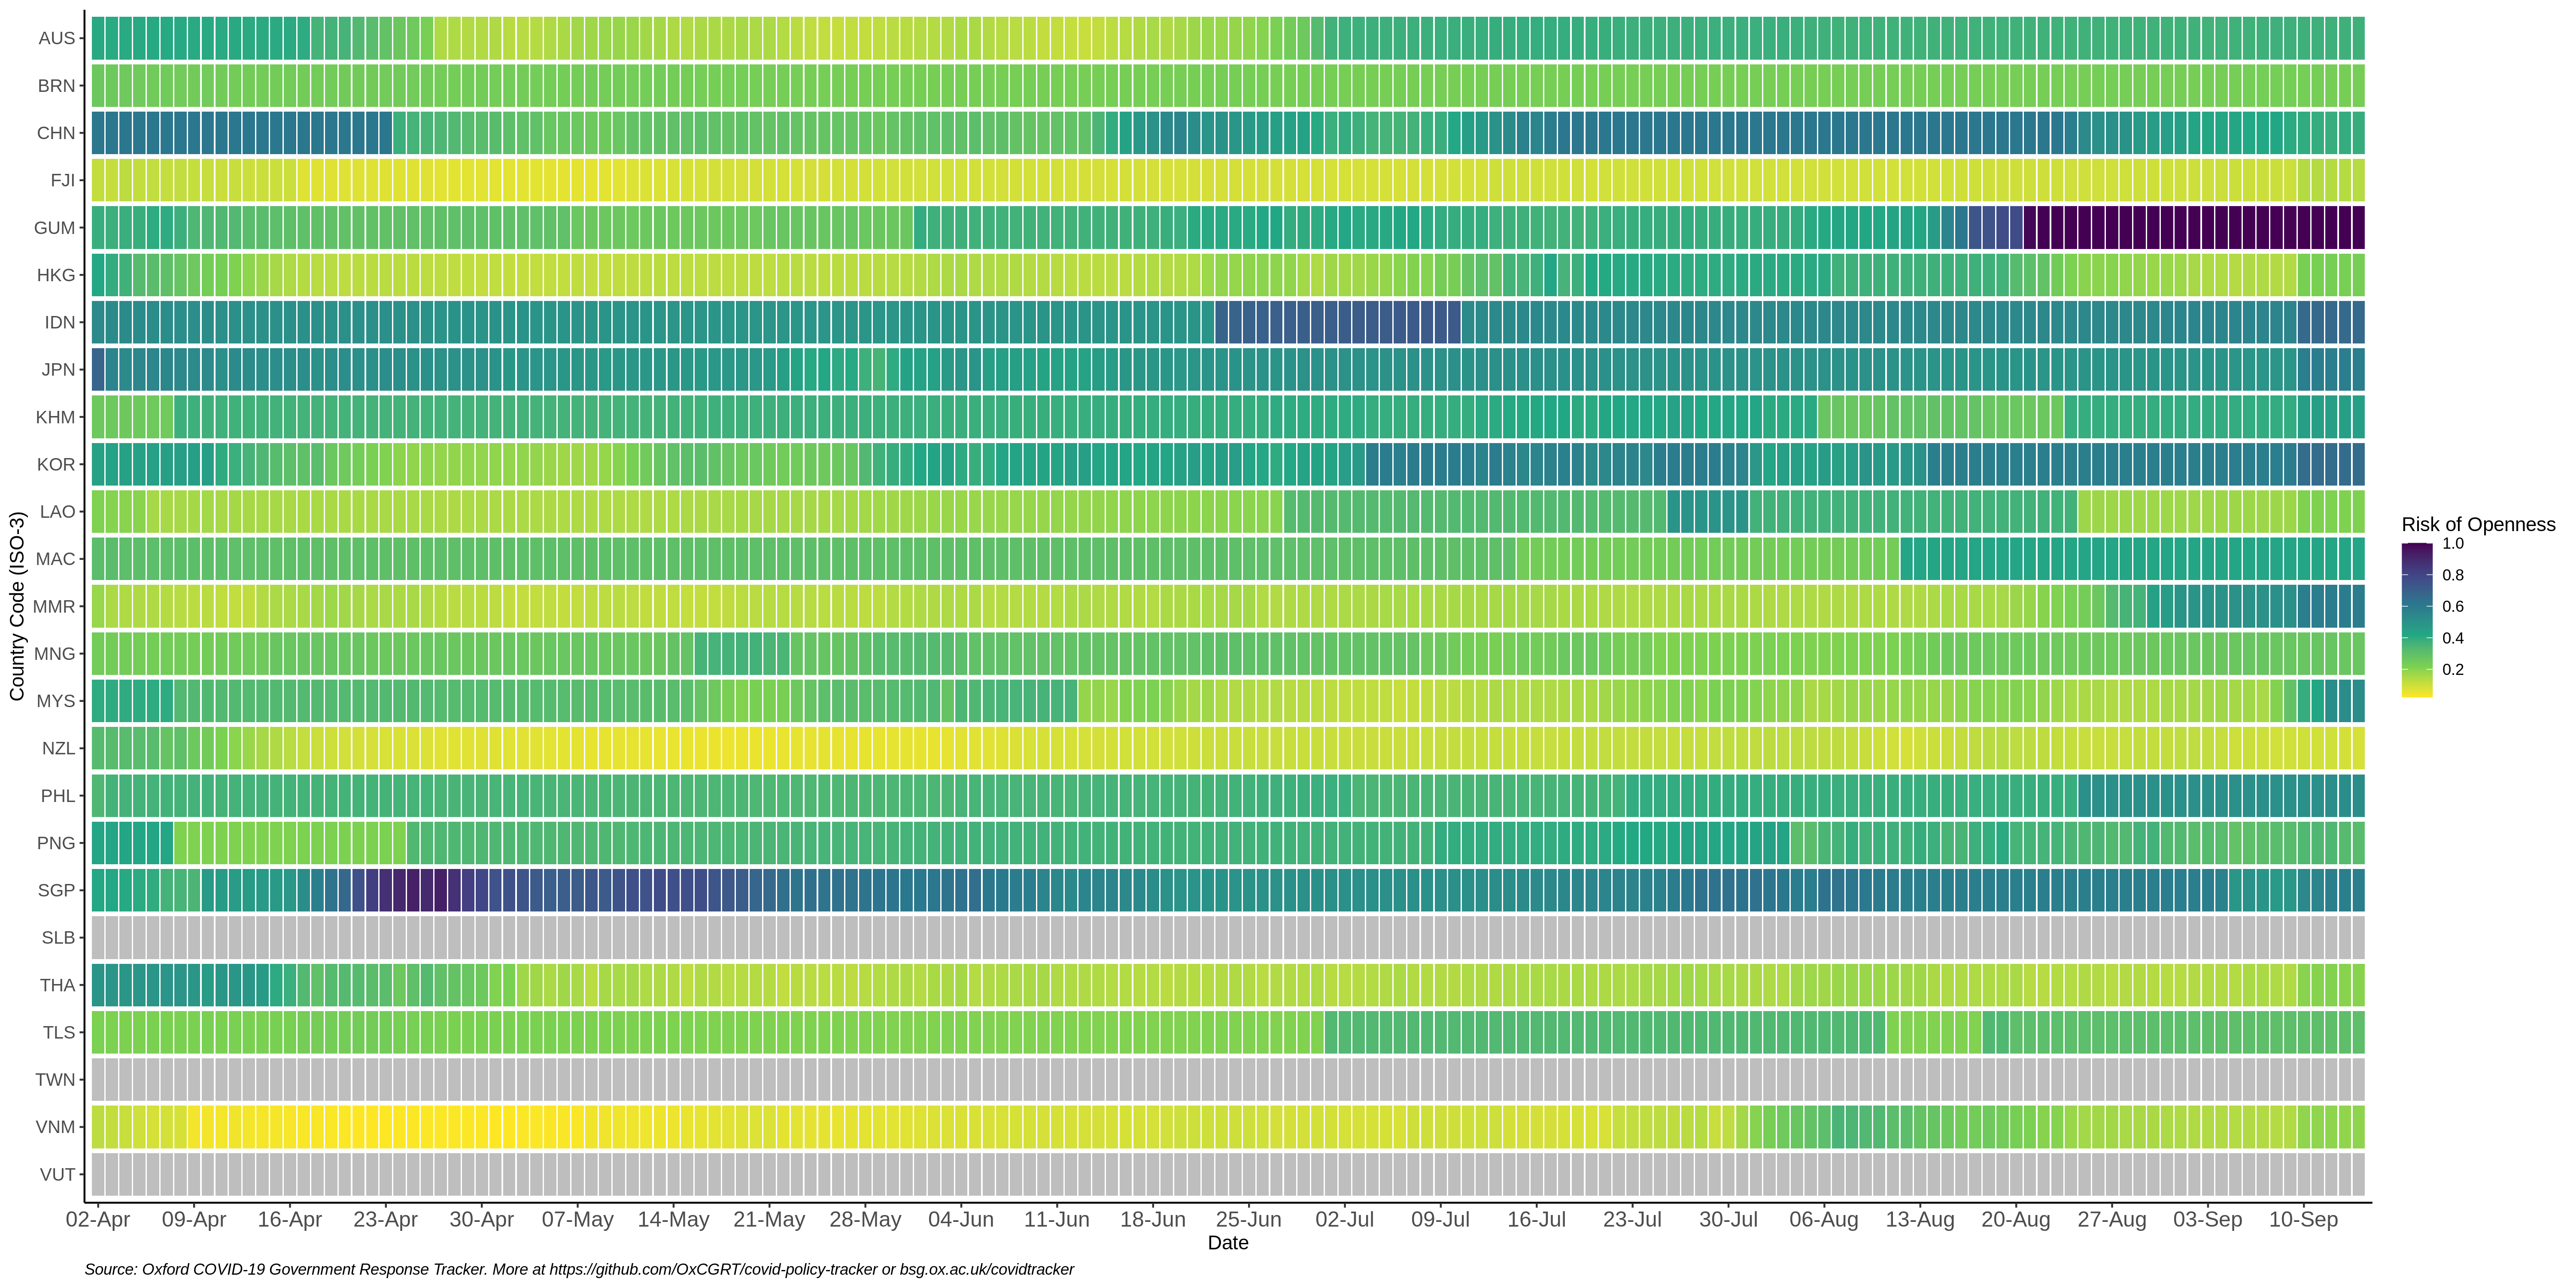 AUS
BRN
CHN
FJI
GUM
HKG
IDN
JPN
KHM
KOR
LAO
MAC
MMR
MNG
MYS
NZL
PHL
PNG
SGP
SLB
THA
TLS
TWN
VNM
VUT
Country Code (ISO-3)
02-Apr 09-Apr 16-Apr 23-Apr 30-Apr 07-May 14-May 21-May 28-May 04-Jun 11-Jun 18-Jun 25-Jun 02-Jul 09-Jul 16-Jul 23-Jul 30-Jul 06-Aug 13-Aug 20-Aug 27-Aug 03-Sep 10-Sep
Date
Risk of Openness
1.0
0.8
0.6
0.4
0.2
Source: Oxford COVID-19 Government Response Tracker. More at https://github.com/OxCGRT/covid-policy-tracker or bsg.ox.ac.uk/covidtracker